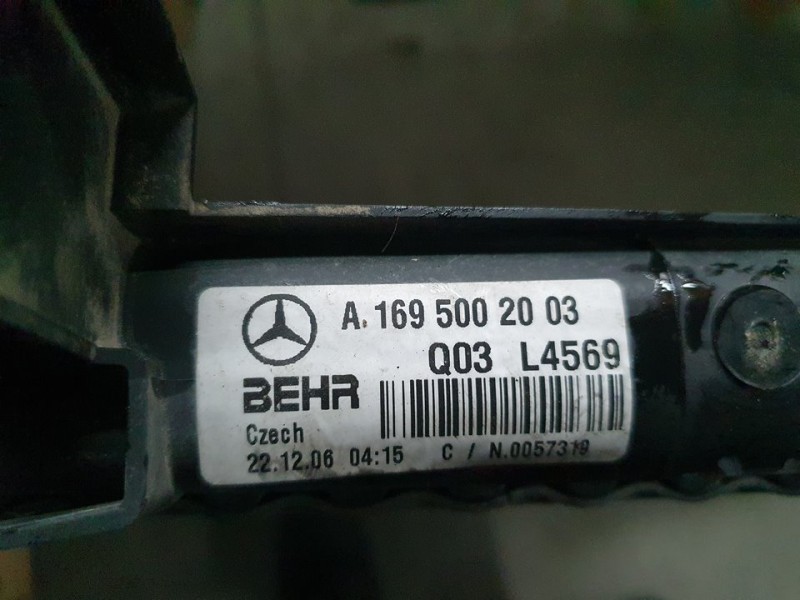 A. 169 500 20 03
Q03 L4569
BEHR
Czech
22.12.06 04:15 C / N.0057319